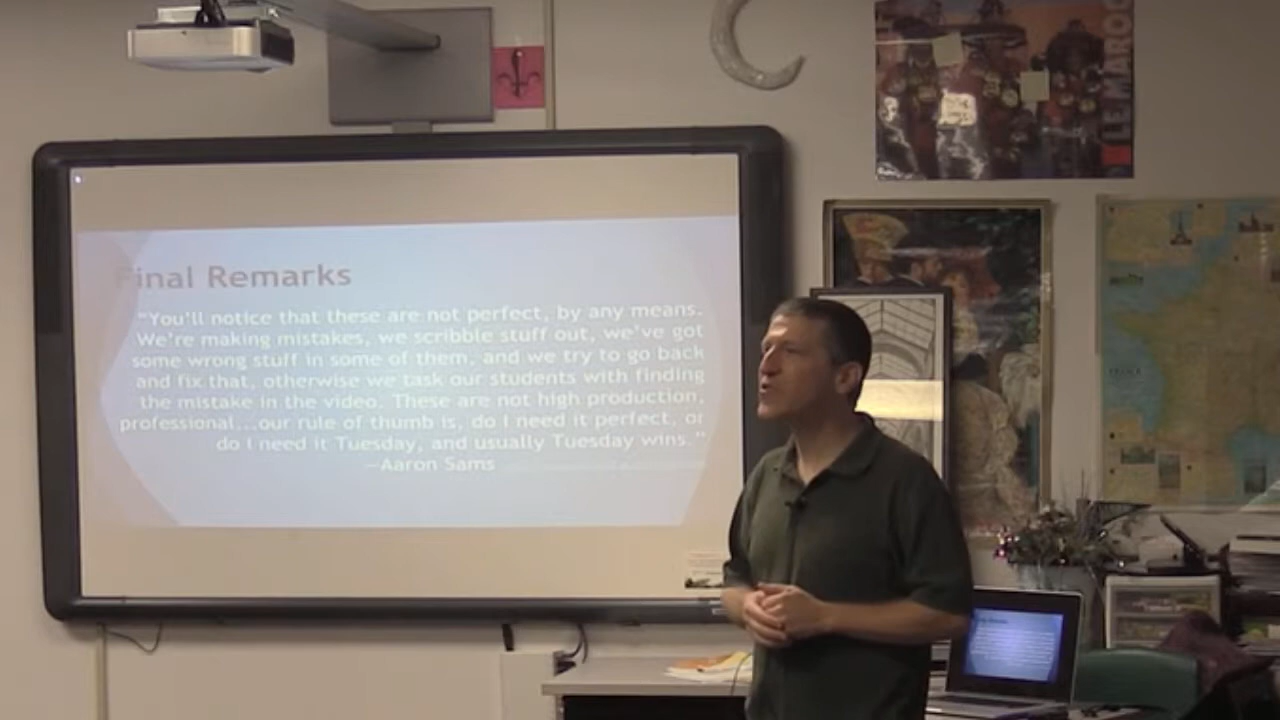 Final Remarks
"You'll notice that these are not perfect, by any means.
We're making mistakes, we scribble stuff out, we've got
some wrong stuff in some of them, and we try to go back
and fix that, otherwise we task our students with finding
the mistake in the video. These are not high production,
professional...our rule of thumb is, do I need it perfect, or
do I need it Tuesday, and usually Tuesday wins."
—Aaron Sams
LE MAROC